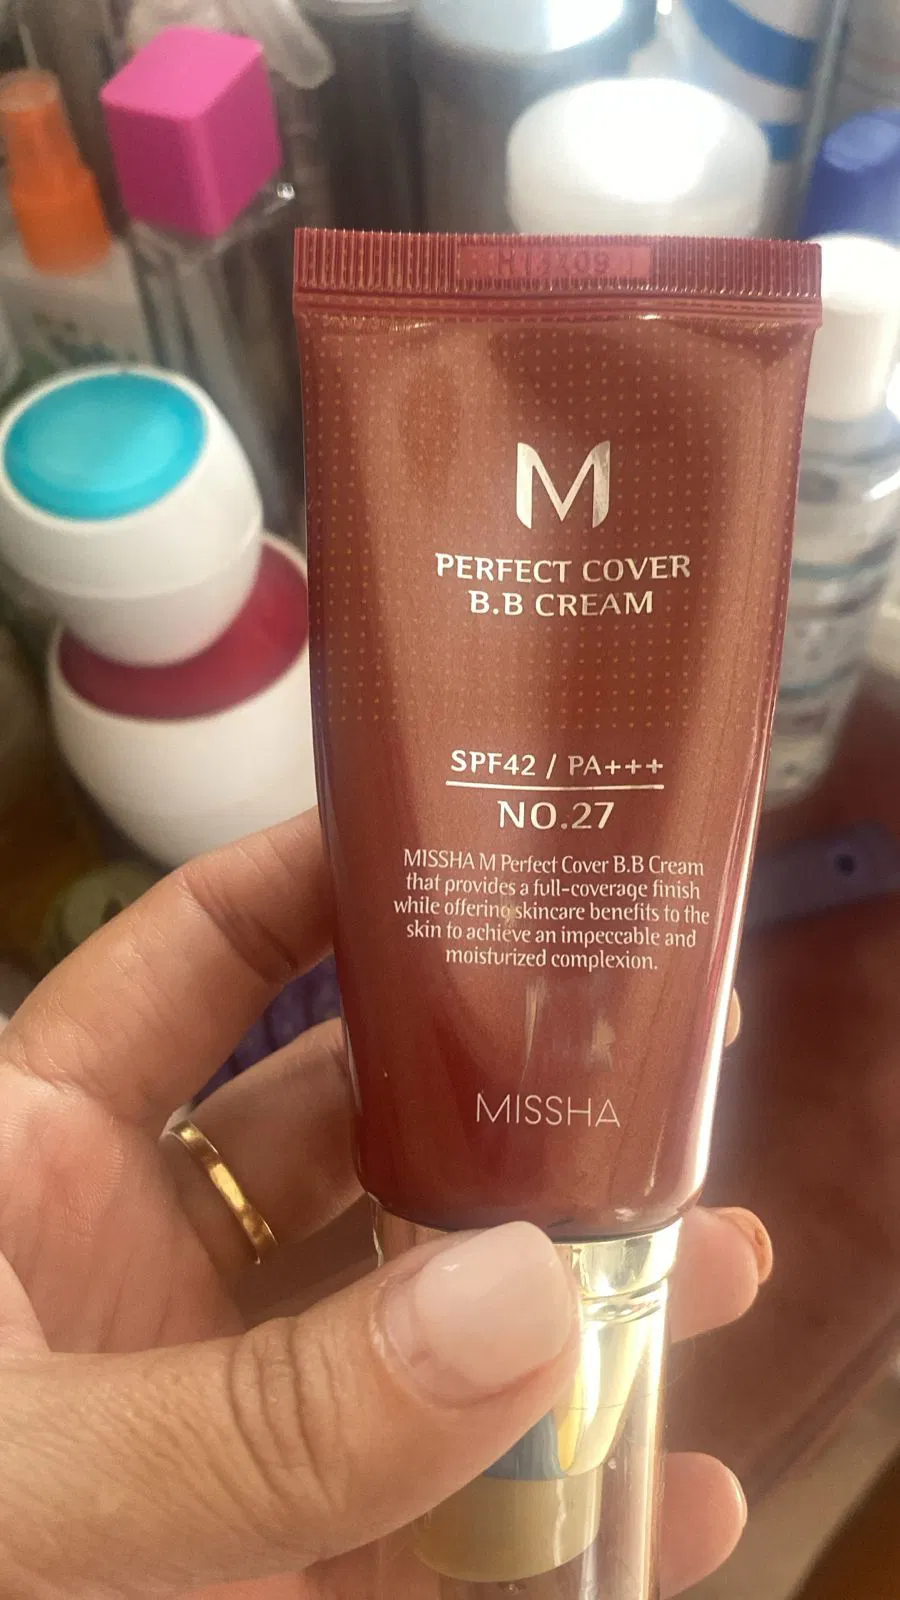 M
PERFECT COVER
B.B CREAM
SPF42 / PA+++
NO.27
MISSHA M Perfect Cover B.B Cream
that provides a full-coverage finish
while offering skincare benefits to the
skin to achieve an impeccable and
moisturized complexion.
MISSHA